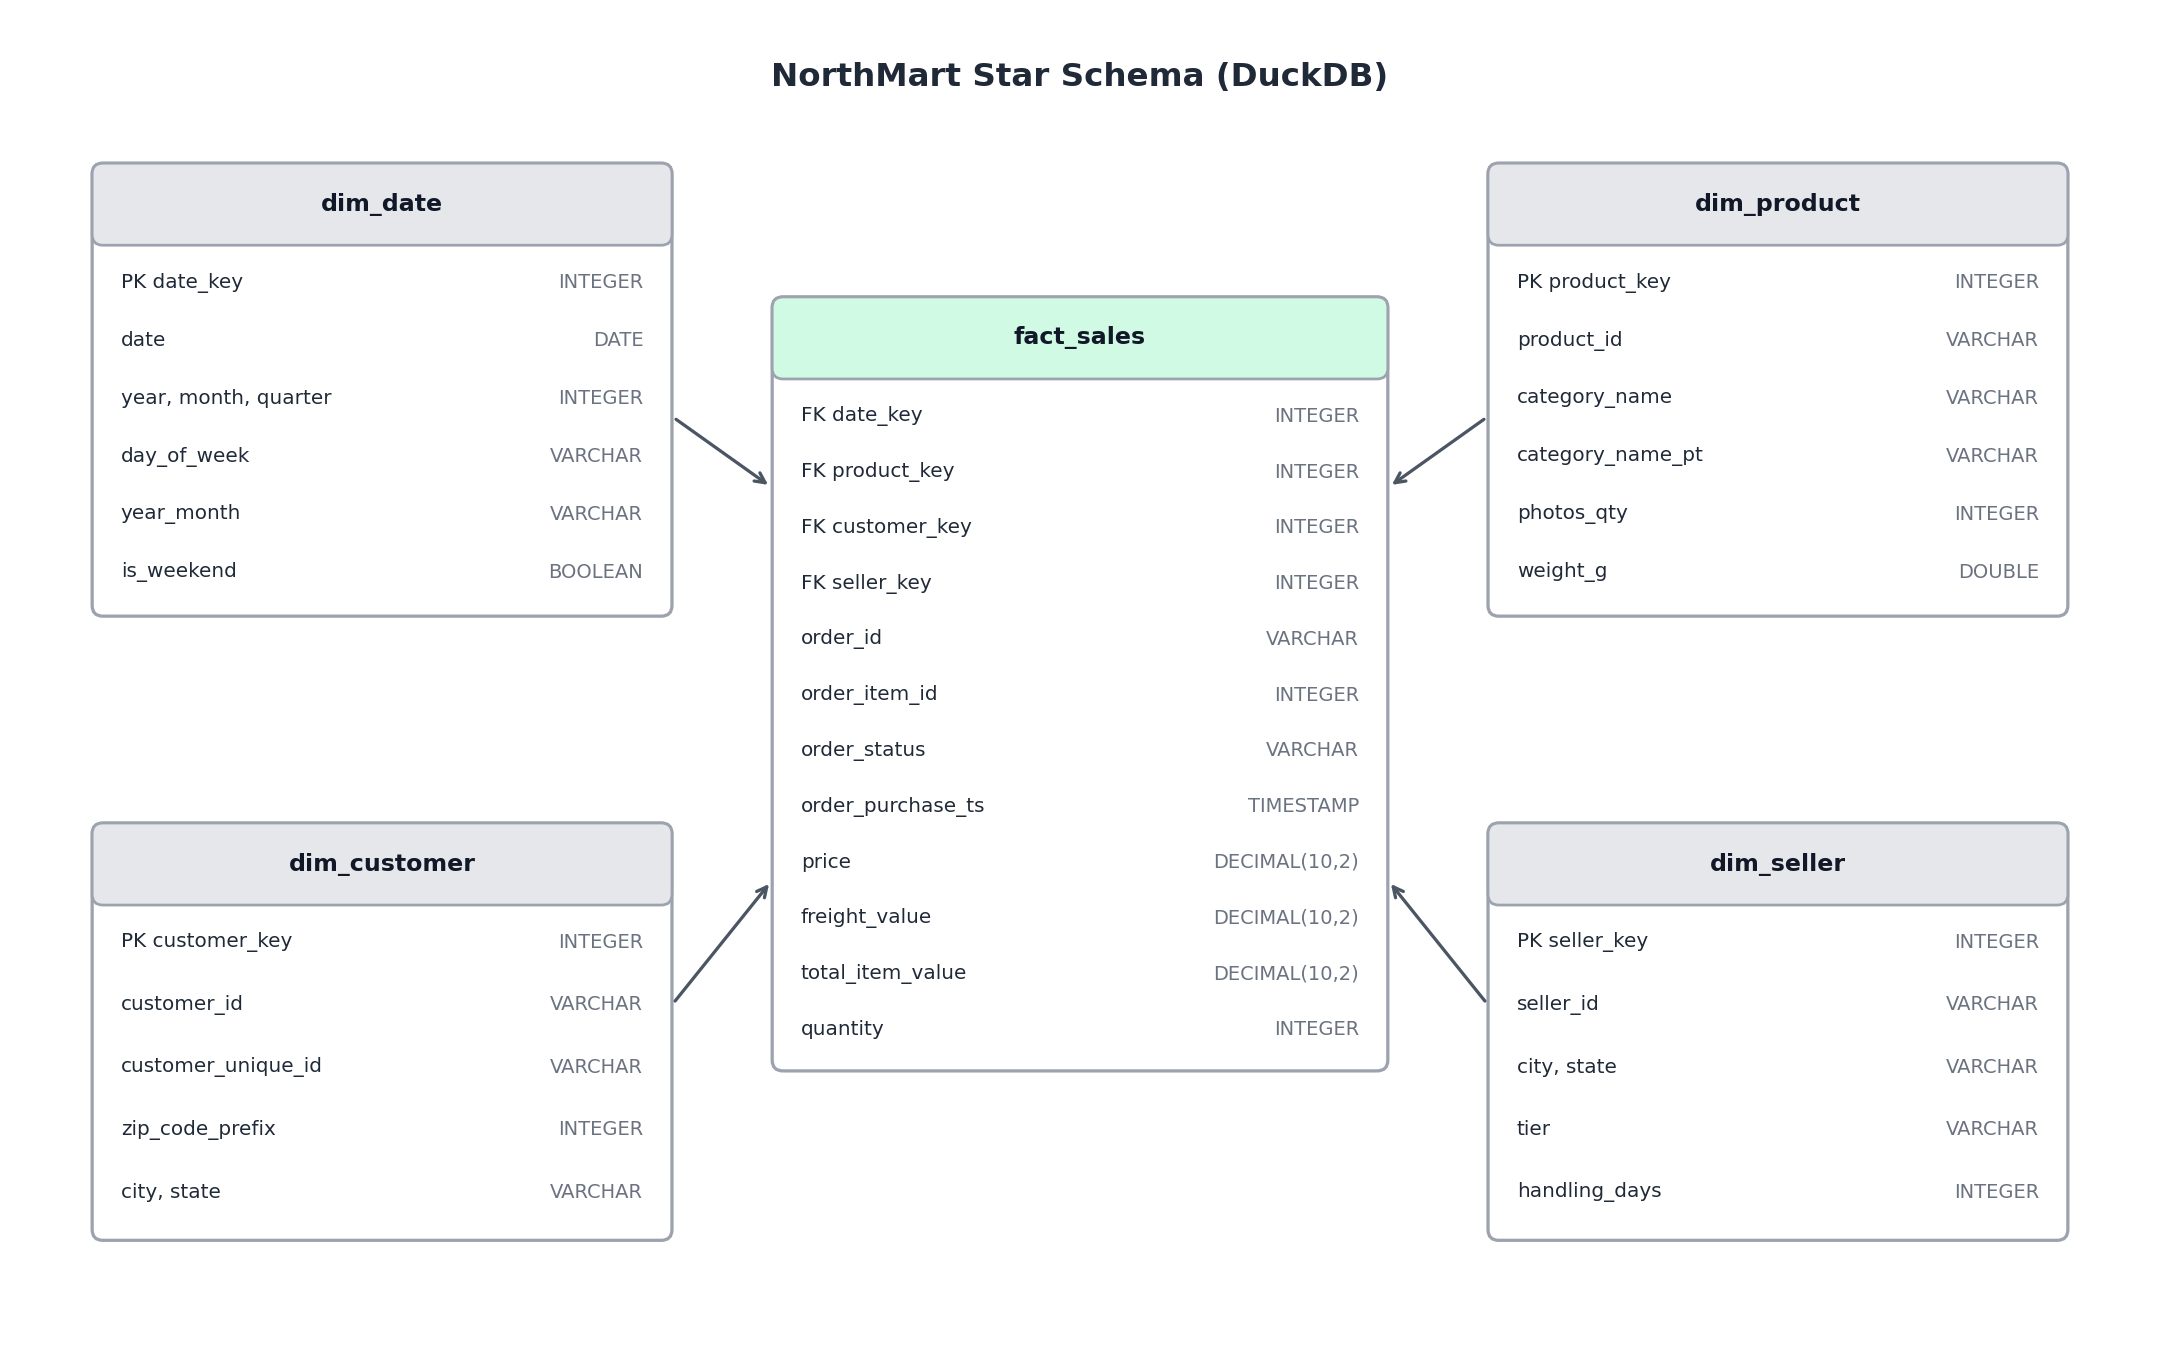 NorthMart Star Schema (DuckDB)
dim_date
PK date_key INTEGER
date DATE
year, month, quarter INTEGER
day_of_week VARCHAR
year_month VARCHAR
is_weekend BOOLEAN
dim_product
PK product_key INTEGER
product_id VARCHAR
category_name VARCHAR
category_name_pt VARCHAR
photos_qty INTEGER
weight_g DOUBLE
fact_sales
FK date_key INTEGER
FK product_key INTEGER
FK customer_key INTEGER
FK seller_key INTEGER
order_id VARCHAR
order_item_id INTEGER
order_status VARCHAR
order_purchase_ts TIMESTAMP
price DECIMAL(10,2)
freight_value DECIMAL(10,2)
total_item_value DECIMAL(10,2)
quantity INTEGER
dim_customer
PK customer_key INTEGER
customer_id VARCHAR
customer_unique_id VARCHAR
zip_code_prefix INTEGER
city, state VARCHAR
dim_seller
PK seller_key INTEGER
seller_id VARCHAR
city, state VARCHAR
tier VARCHAR
handling_days INTEGER